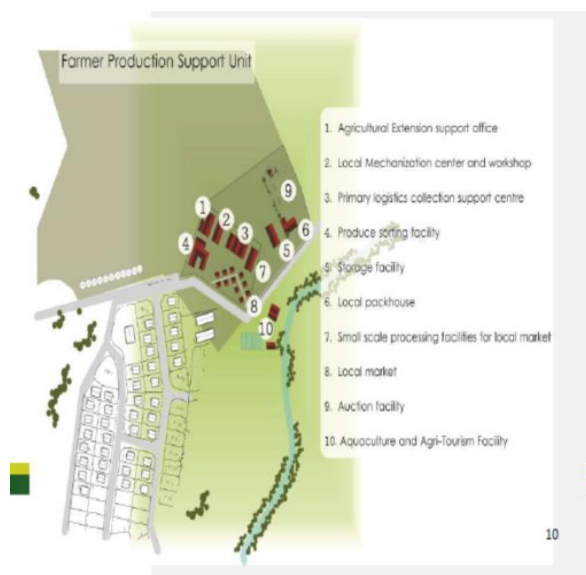 Farmer Production Support Unit
1. Agricultural Extension support office
2. Local Mechanization center and workshop
3. Primary logistics collection support centre
4. Produce sorting facility
5. Storage facility
6. Local packhouse
7. Small scale processing facilities for local market
8. Local market
9. Auction facility
10. Aquaculture and Agri-Tourism Facility
9
1
2
3
6
4
5
7
8
10
10